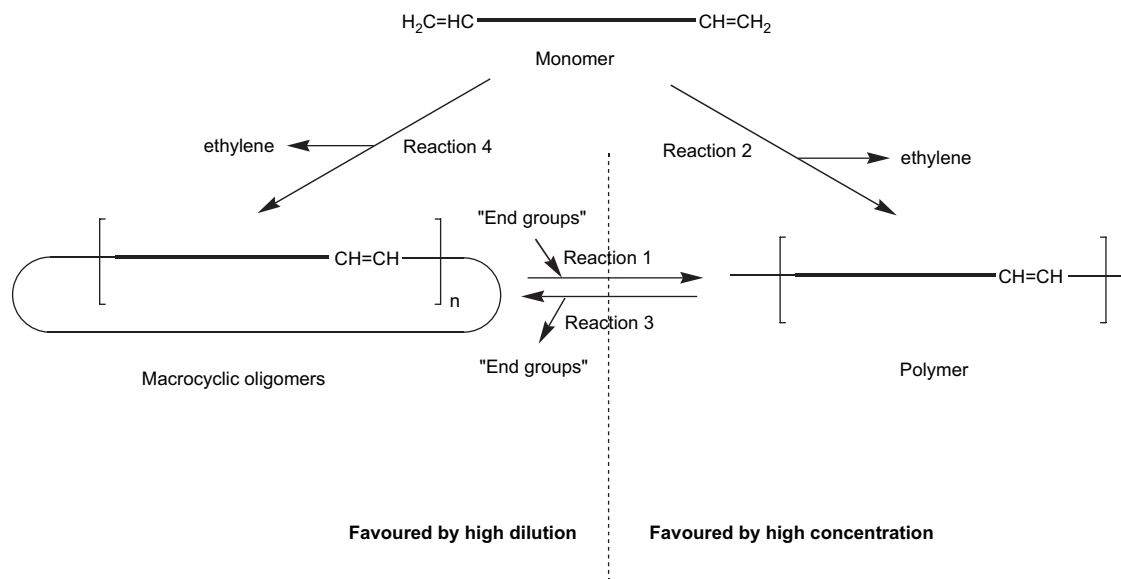 H2C=HC CH=CH2
Monomer
ethylene
Reaction 4
Reaction 2
ethylene
"End groups"
Reaction 1
CH=CH
n
CH=CH
Reaction 3
"End groups"
Macrocyclic oligomers
Polymer
Favoured by high dilution
Favoured by high concentration